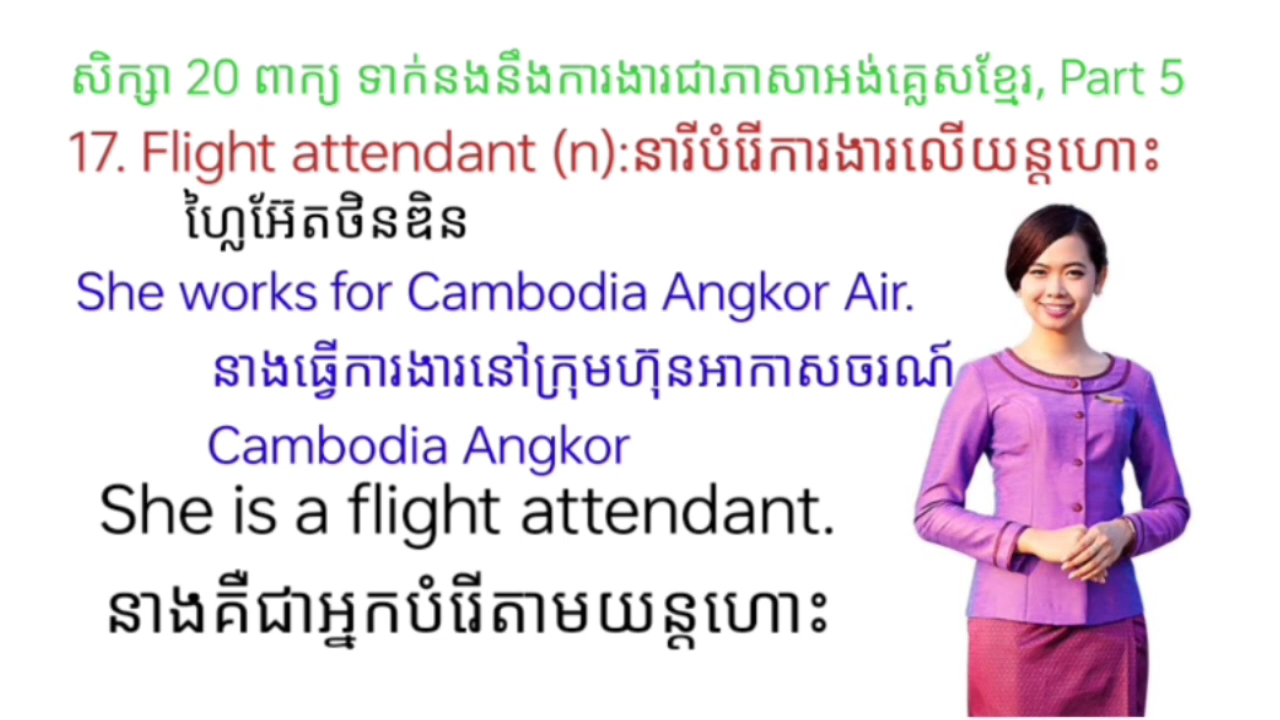 សិក្សា 20 ពាក្យ ទាក់នងនឹងការងារជាភាសាអង់គ្លេសខ្មែរ, Part 5
17. Flight attendant (n):នារីបំរើការងារលើយន្តហោះ
ហ្លៃអ៊ែតថិនឌិន
She works for Cambodia Angkor Air.
នាងធ្វើការងារនៅក្រុមហ៊ុនអាកាសចរណ៍
Cambodia Angkor
She is a flight attendant.
នាងគឺជាអ្នកបំរើតាមយន្តហោះ